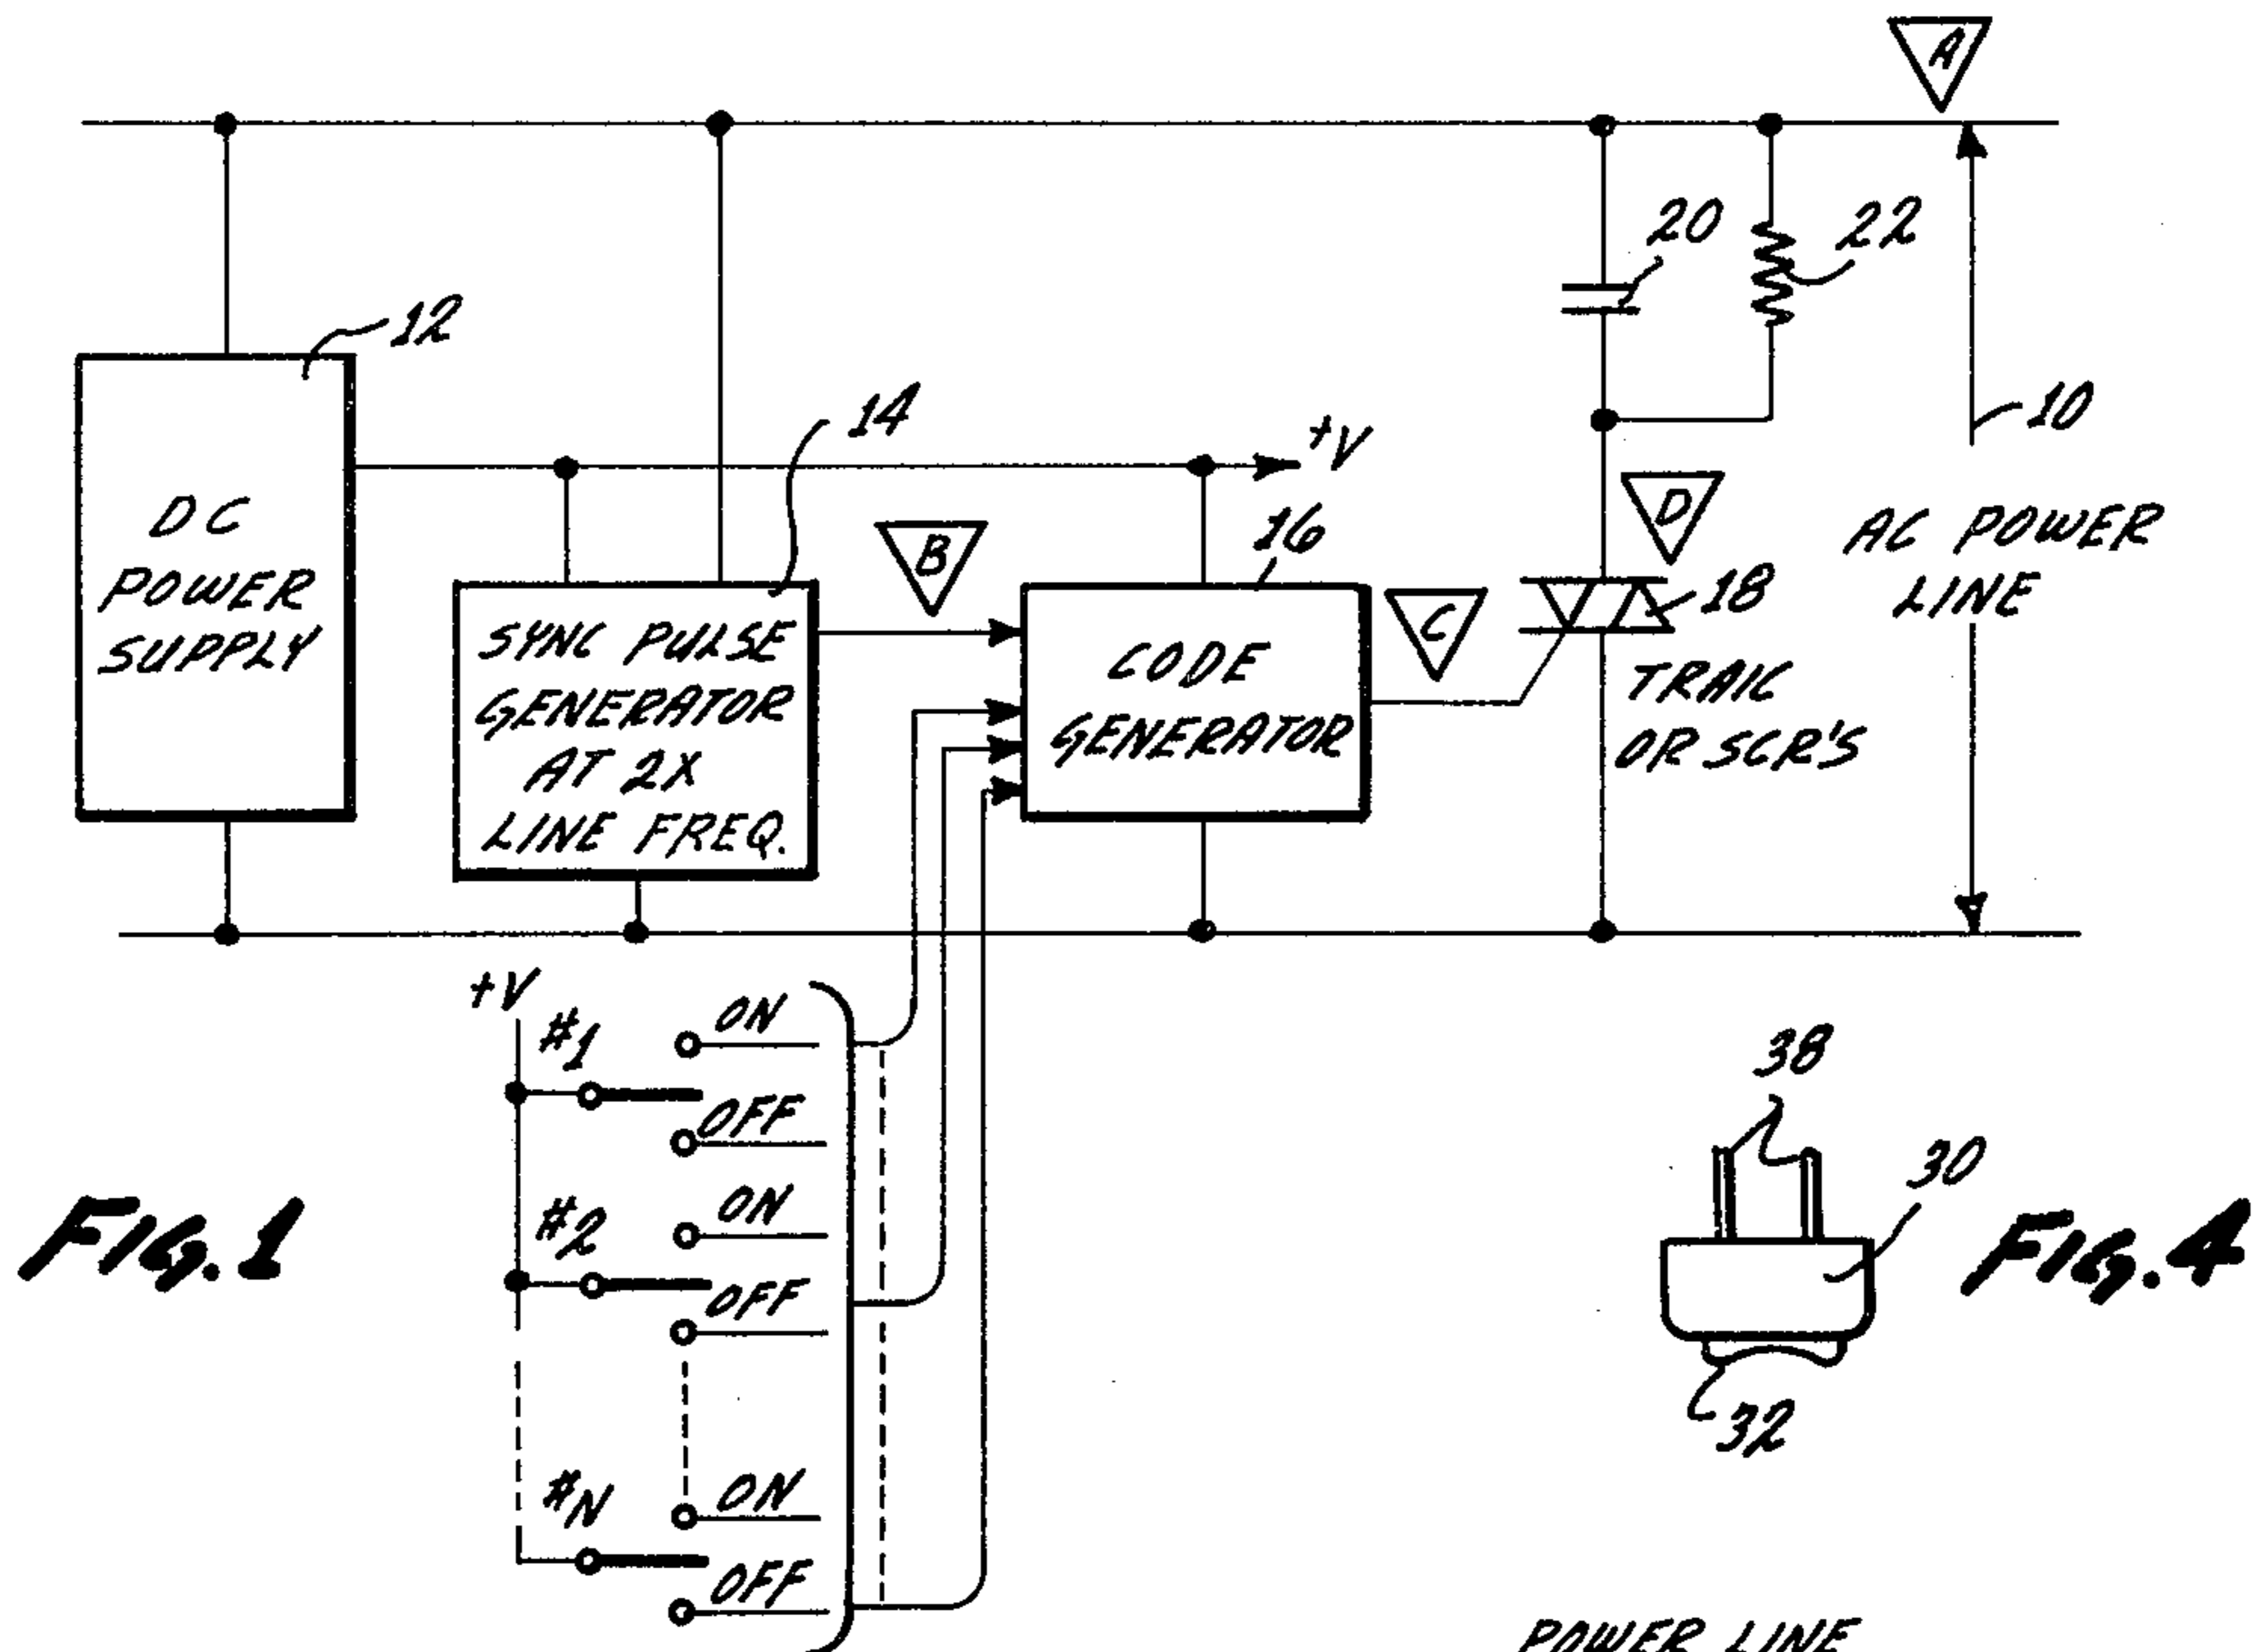 A
20
22
12
14
+V
10
DC
POWER
SUPPLY
B
16
D
AC POWER
LINE
18
C
SYNC PULSE
GENERATOR
AT 2X
LINE FREQ.
CODE
GENERATOR
TRAIC
OR SCR'S
+V
#1
ON
OFF
#2
ON
OFF
#N
ON
OFF
FIG. 1
38
30
32
FIG. 4
POWER LINE